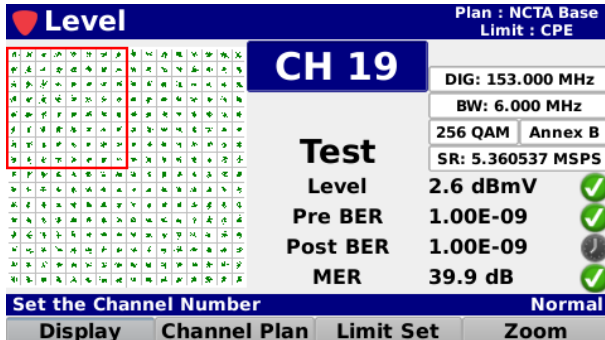 Level
Plan : NCTA Base
Limit : CPE
CH 19
DIG: 153.000 MHz
BW: 6.000 MHz
256 QAM Annex B
SR: 5.360537 MSPS
Test
Level 2.6 dBmV
Pre BER 1.00E-09
Post BER 1.00E-09
MER 39.9 dB
Set the Channel Number Normal
Display Channel Plan Limit Set Zoom